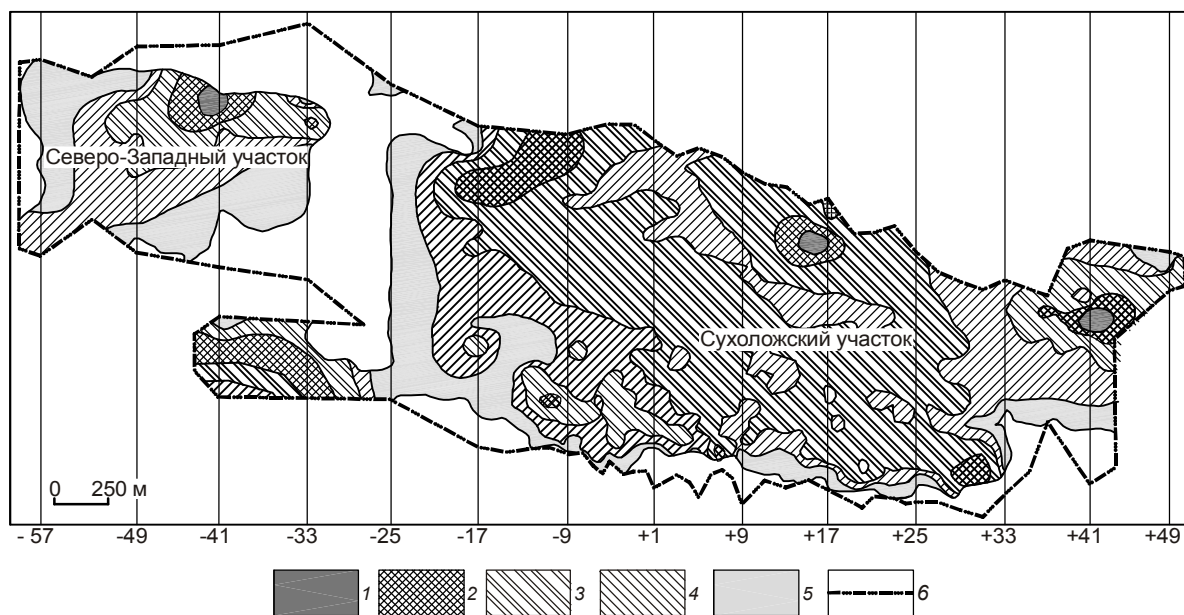 Северо-Западный участок
Сухоложский участок
0 250 м
- 57 -49 -41 -33 -25 -17 -9 +1 +9 +17 +25 +33 +41 +49
1 2 3 4 5 6